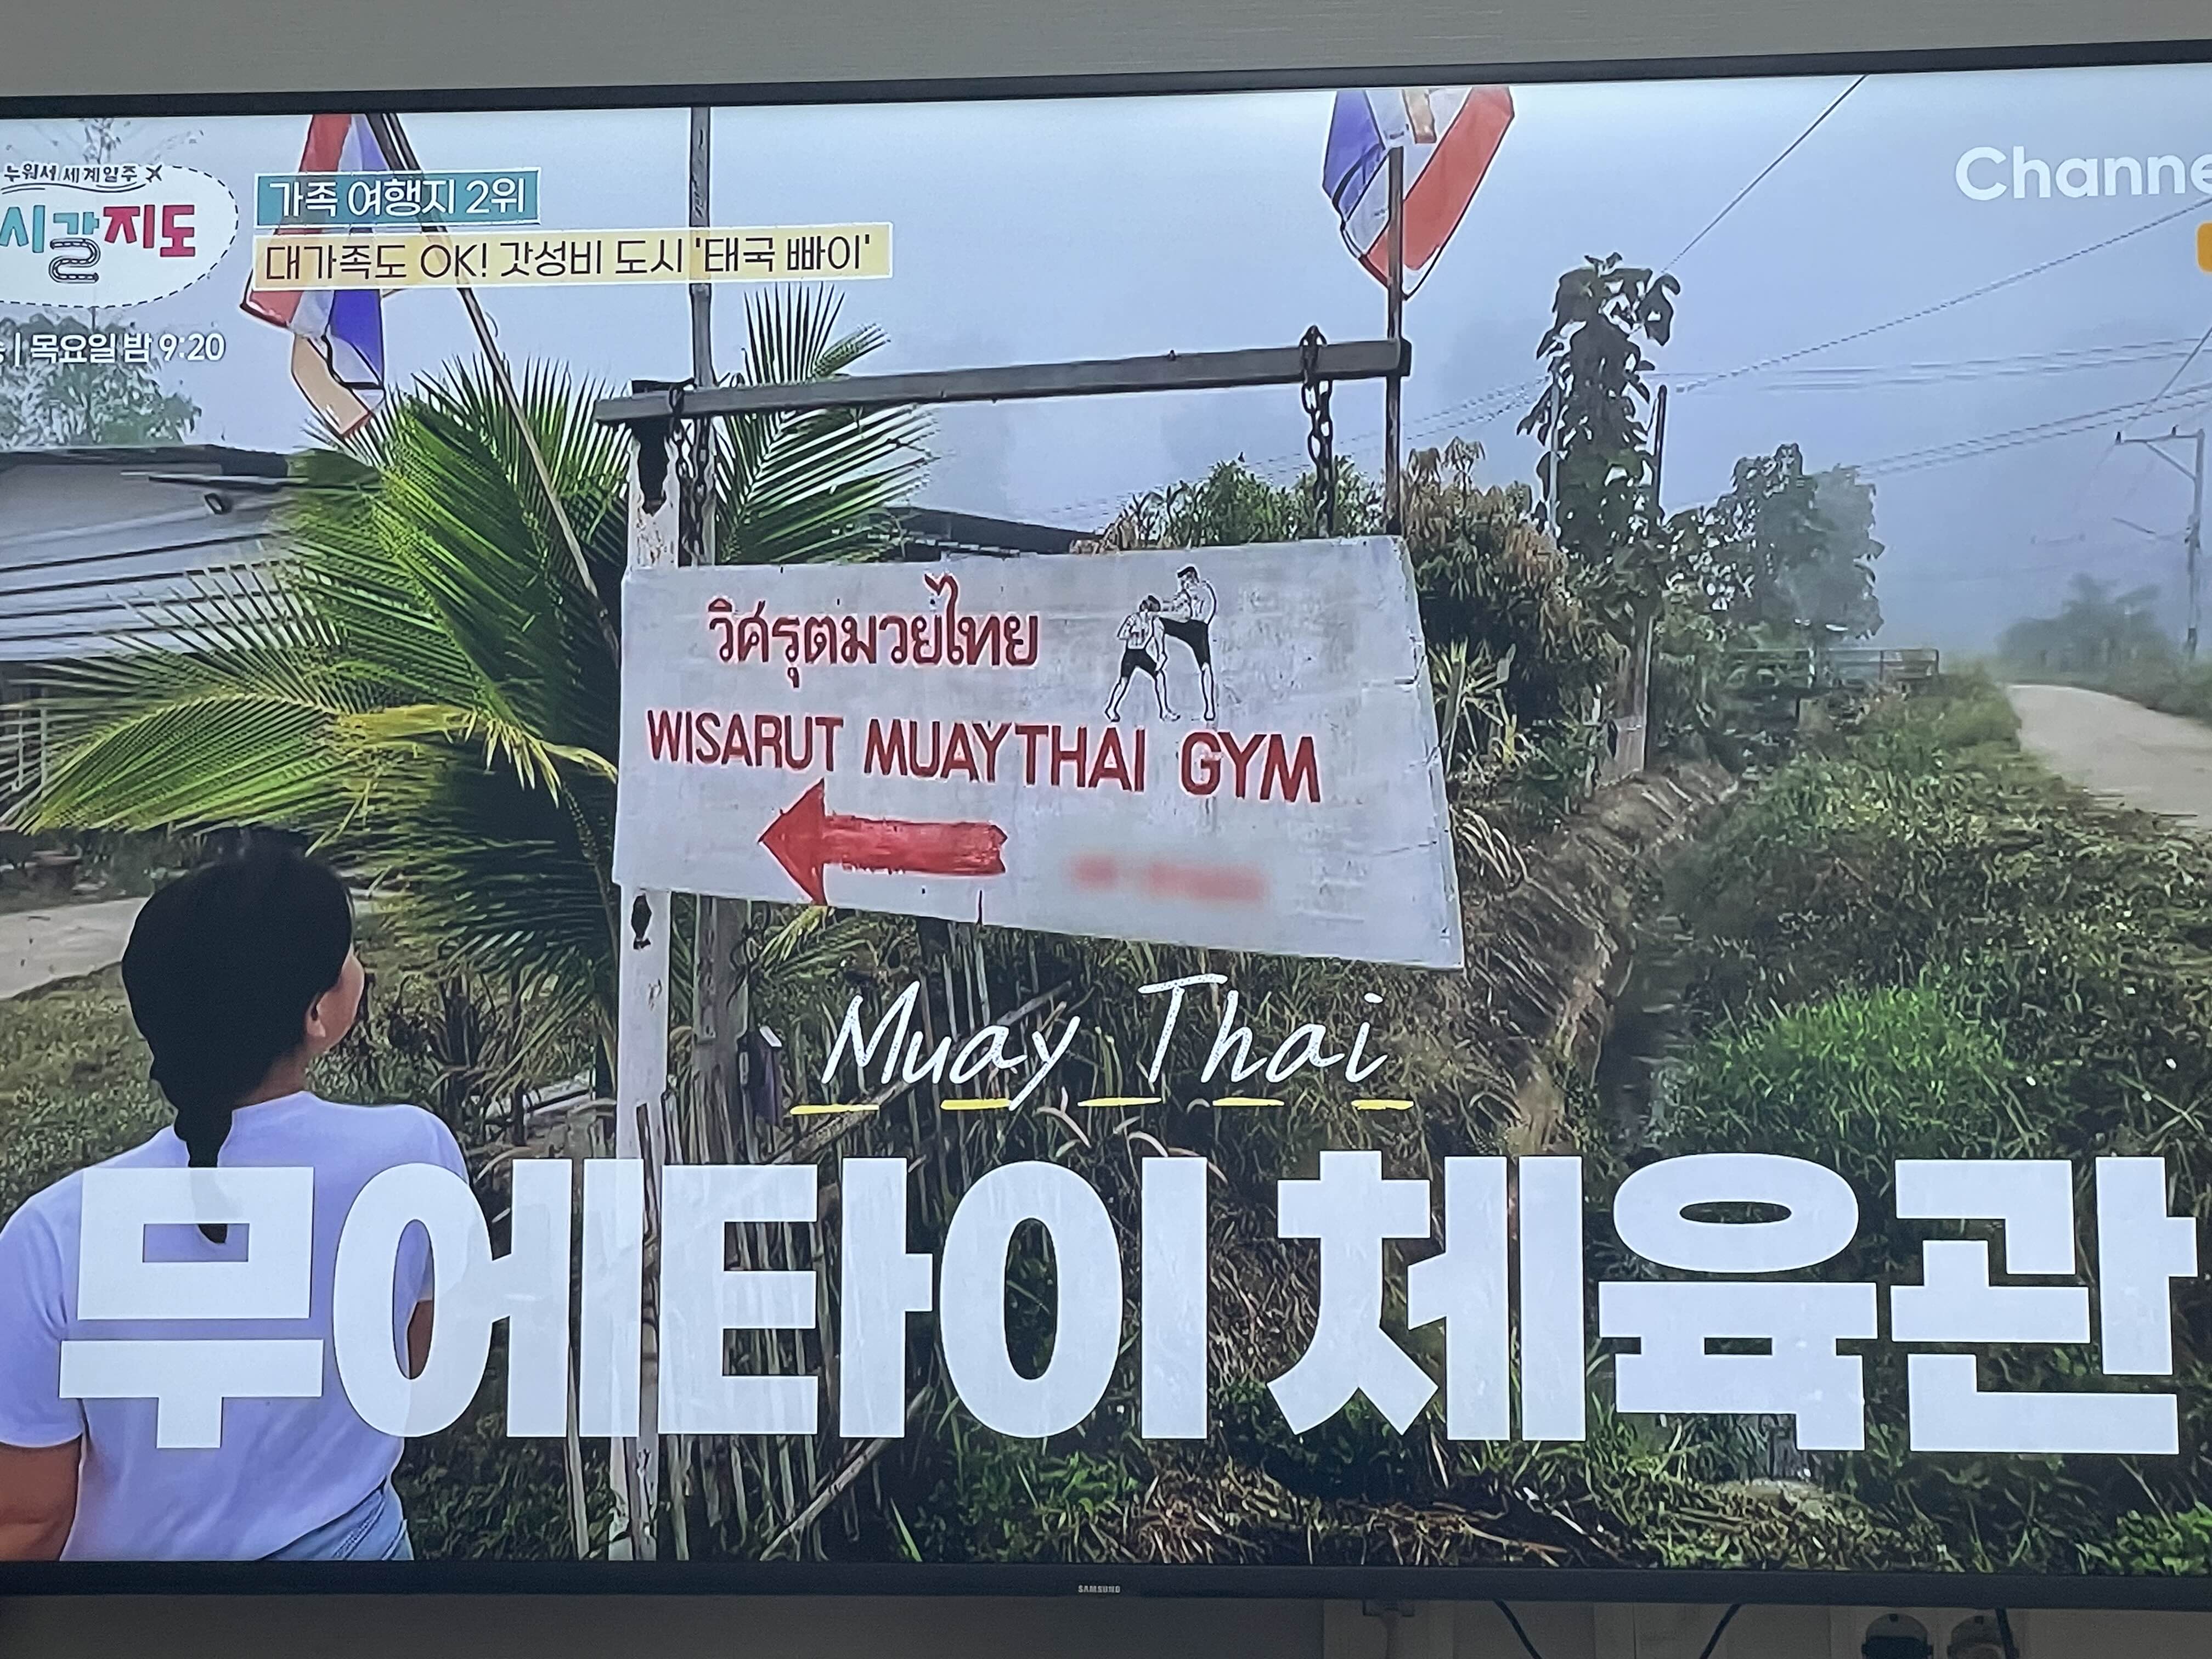 누워서 세계일주
시간지도
가족 여행지 2위
대가족도 OK! 갓성비 도시 '태국 빠이'
| 목요일 밤 9:20
Channe
วิศรุตมวยไทย
WISARUT MUAYTHAI GYM
Muay Thai
무에타이 체육관
SAMSUNG